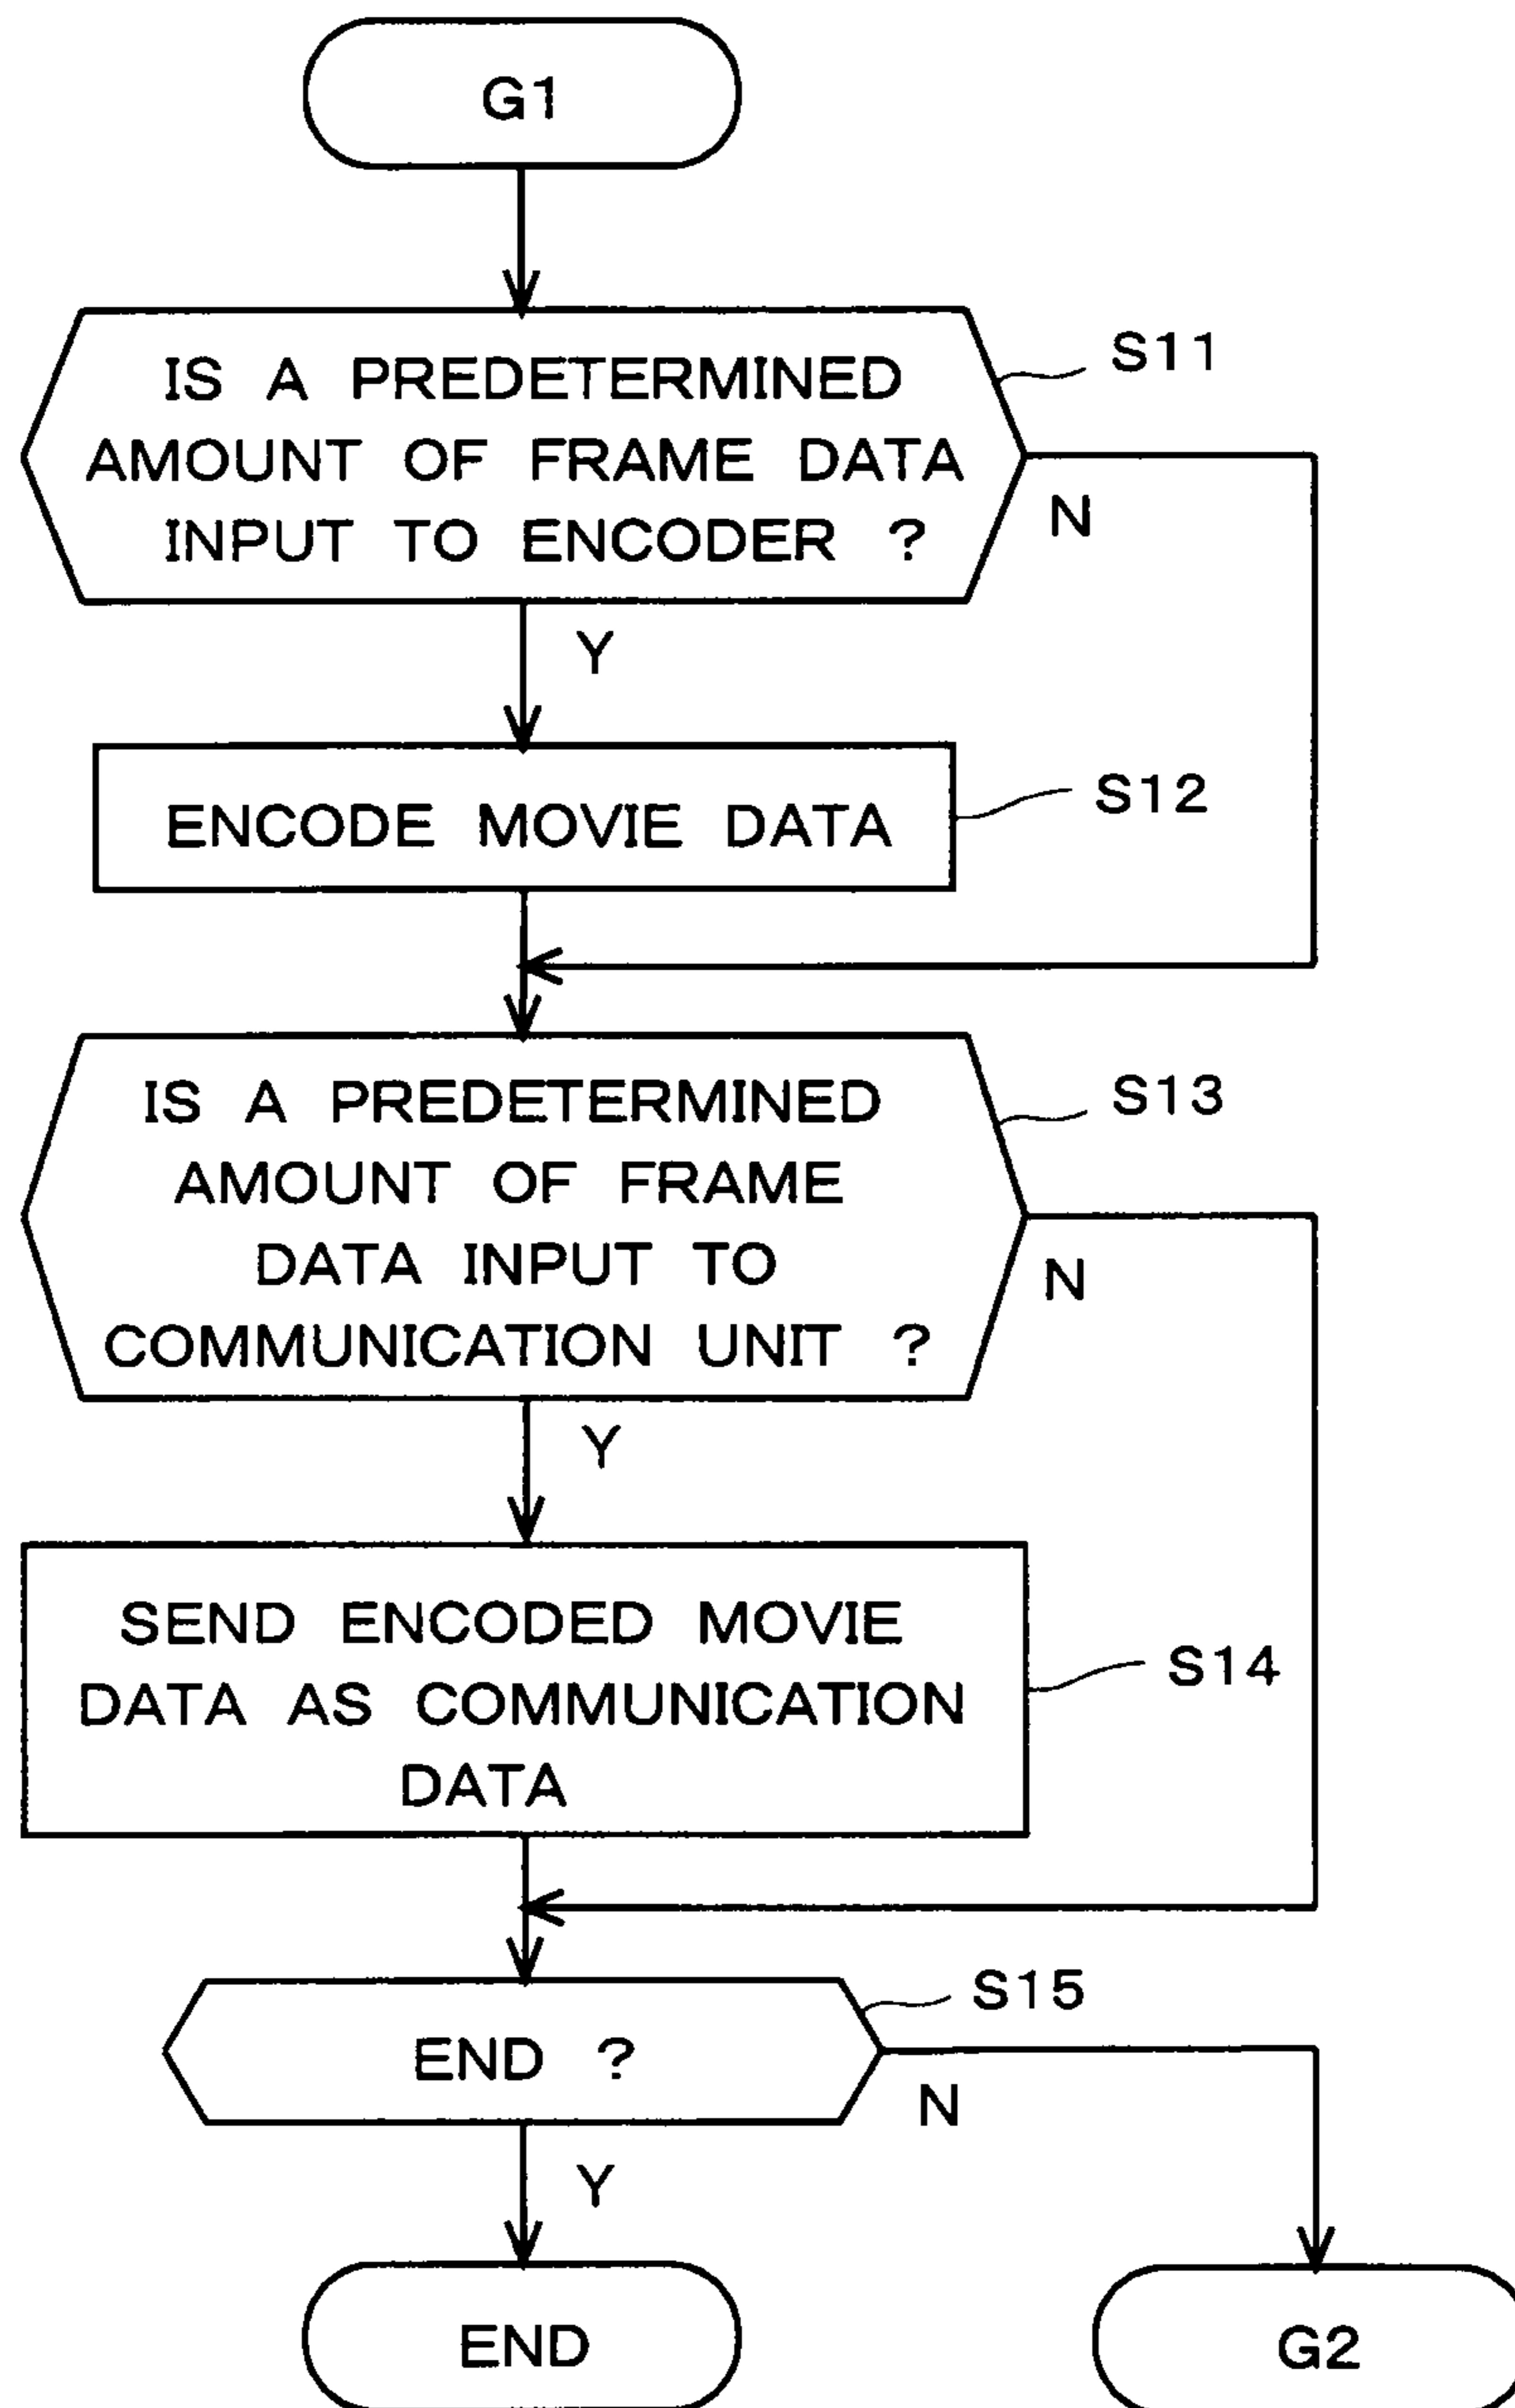 G1
IS A PREDETERMINED
AMOUNT OF FRAME DATA
INPUT TO ENCODER ?
S11
N
Y
ENCODE MOVIE DATA
S12
IS A PREDETERMINED
AMOUNT OF FRAME
DATA INPUT TO
COMMUNICATION UNIT ?
S13
N
Y
SEND ENCODED MOVIE
DATA AS COMMUNICATION
DATA
S14
END ?
S15
N
Y
END
G2